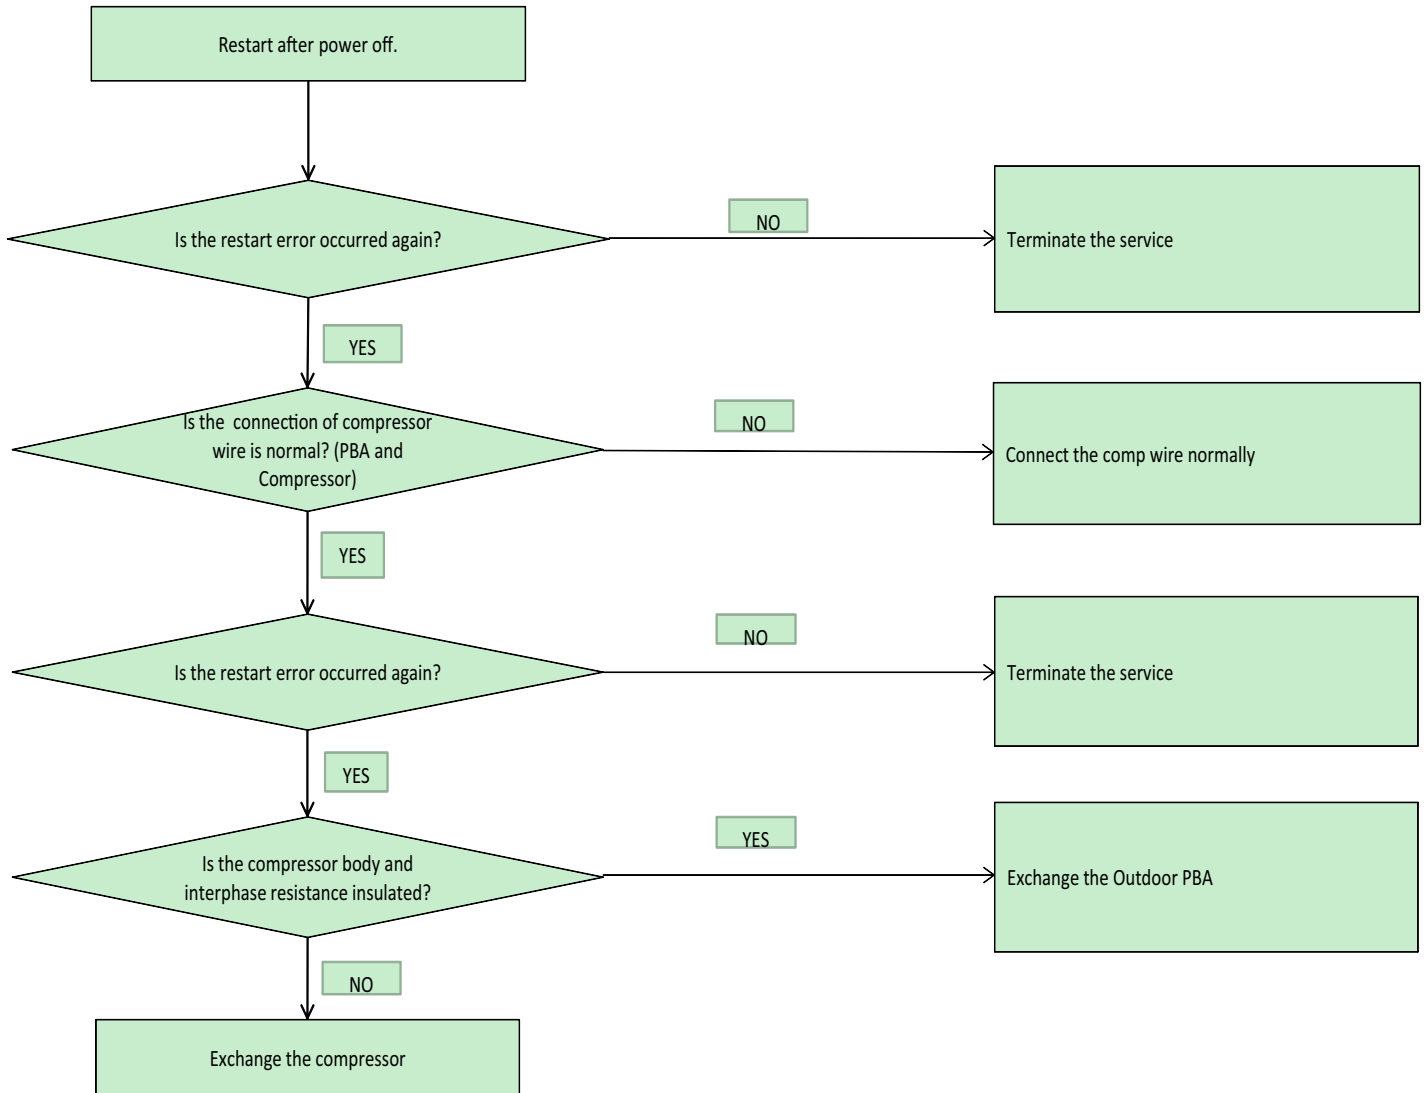 Restart after power off.
Is the restart error occurred again?
NO
Terminate the service
YES
Is the  connection of compressor
wire is normal? (PBA and
Compressor)
NO
Connect the comp wire normally
YES
Is the restart error occurred again?
NO
Terminate the service
YES
Is the compressor body and
interphase resistance insulated?
YES
Exchange the Outdoor PBA
NO
Exchange the compressor